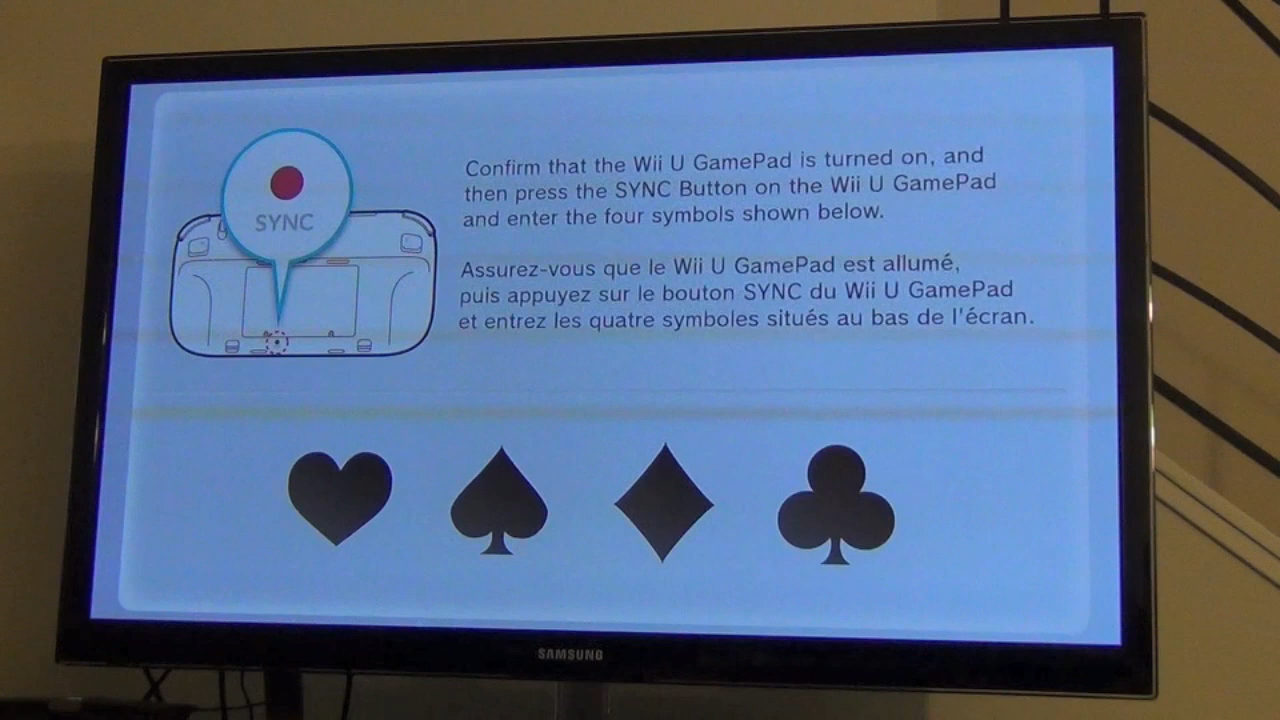 SYNC
Confirm that the Wii U GamePad is turned on, and
then press the SYNC Button on the Wii U GamePad
and enter the four symbols shown below.
Assurez-vous que le Wii U GamePad est allumé,
puis appuyez sur le bouton SYNC du Wii U GamePad
et entrez les quatre symboles situés au bas de l'écran.
SAMSUNG